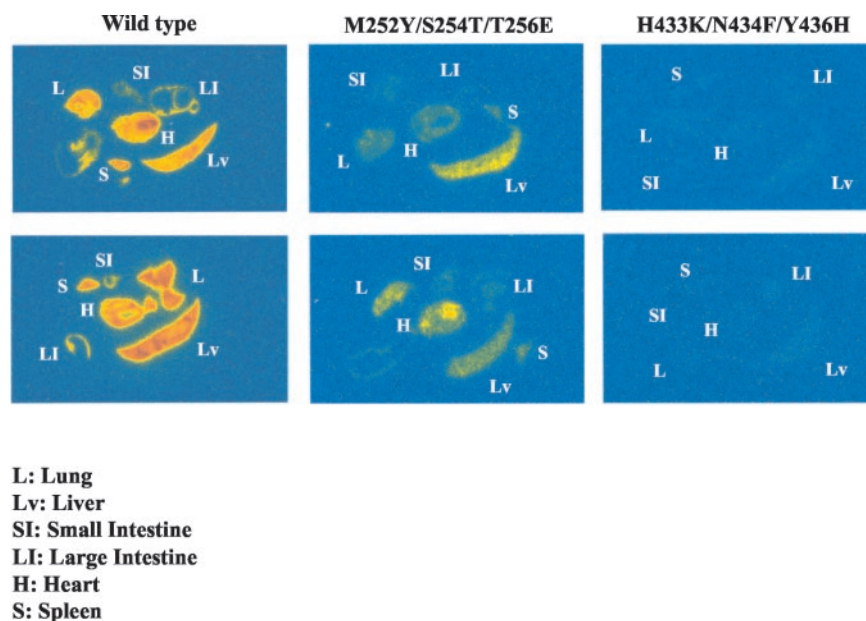 Wild type
M252Y/S254T/T256E
H433K/N434F/Y436H
L
SI
LI
H
S
Lv
SI
LI
S
L
H
Lv
S
LI
L
H
SI
Lv
S
SI
L
H
LI
Lv
SI
L
LI
H
S
Lv
S
LI
SI
H
L
Lv
L: Lung
Lv: Liver
SI: Small Intestine
LI: Large Intestine
H: Heart
S: Spleen